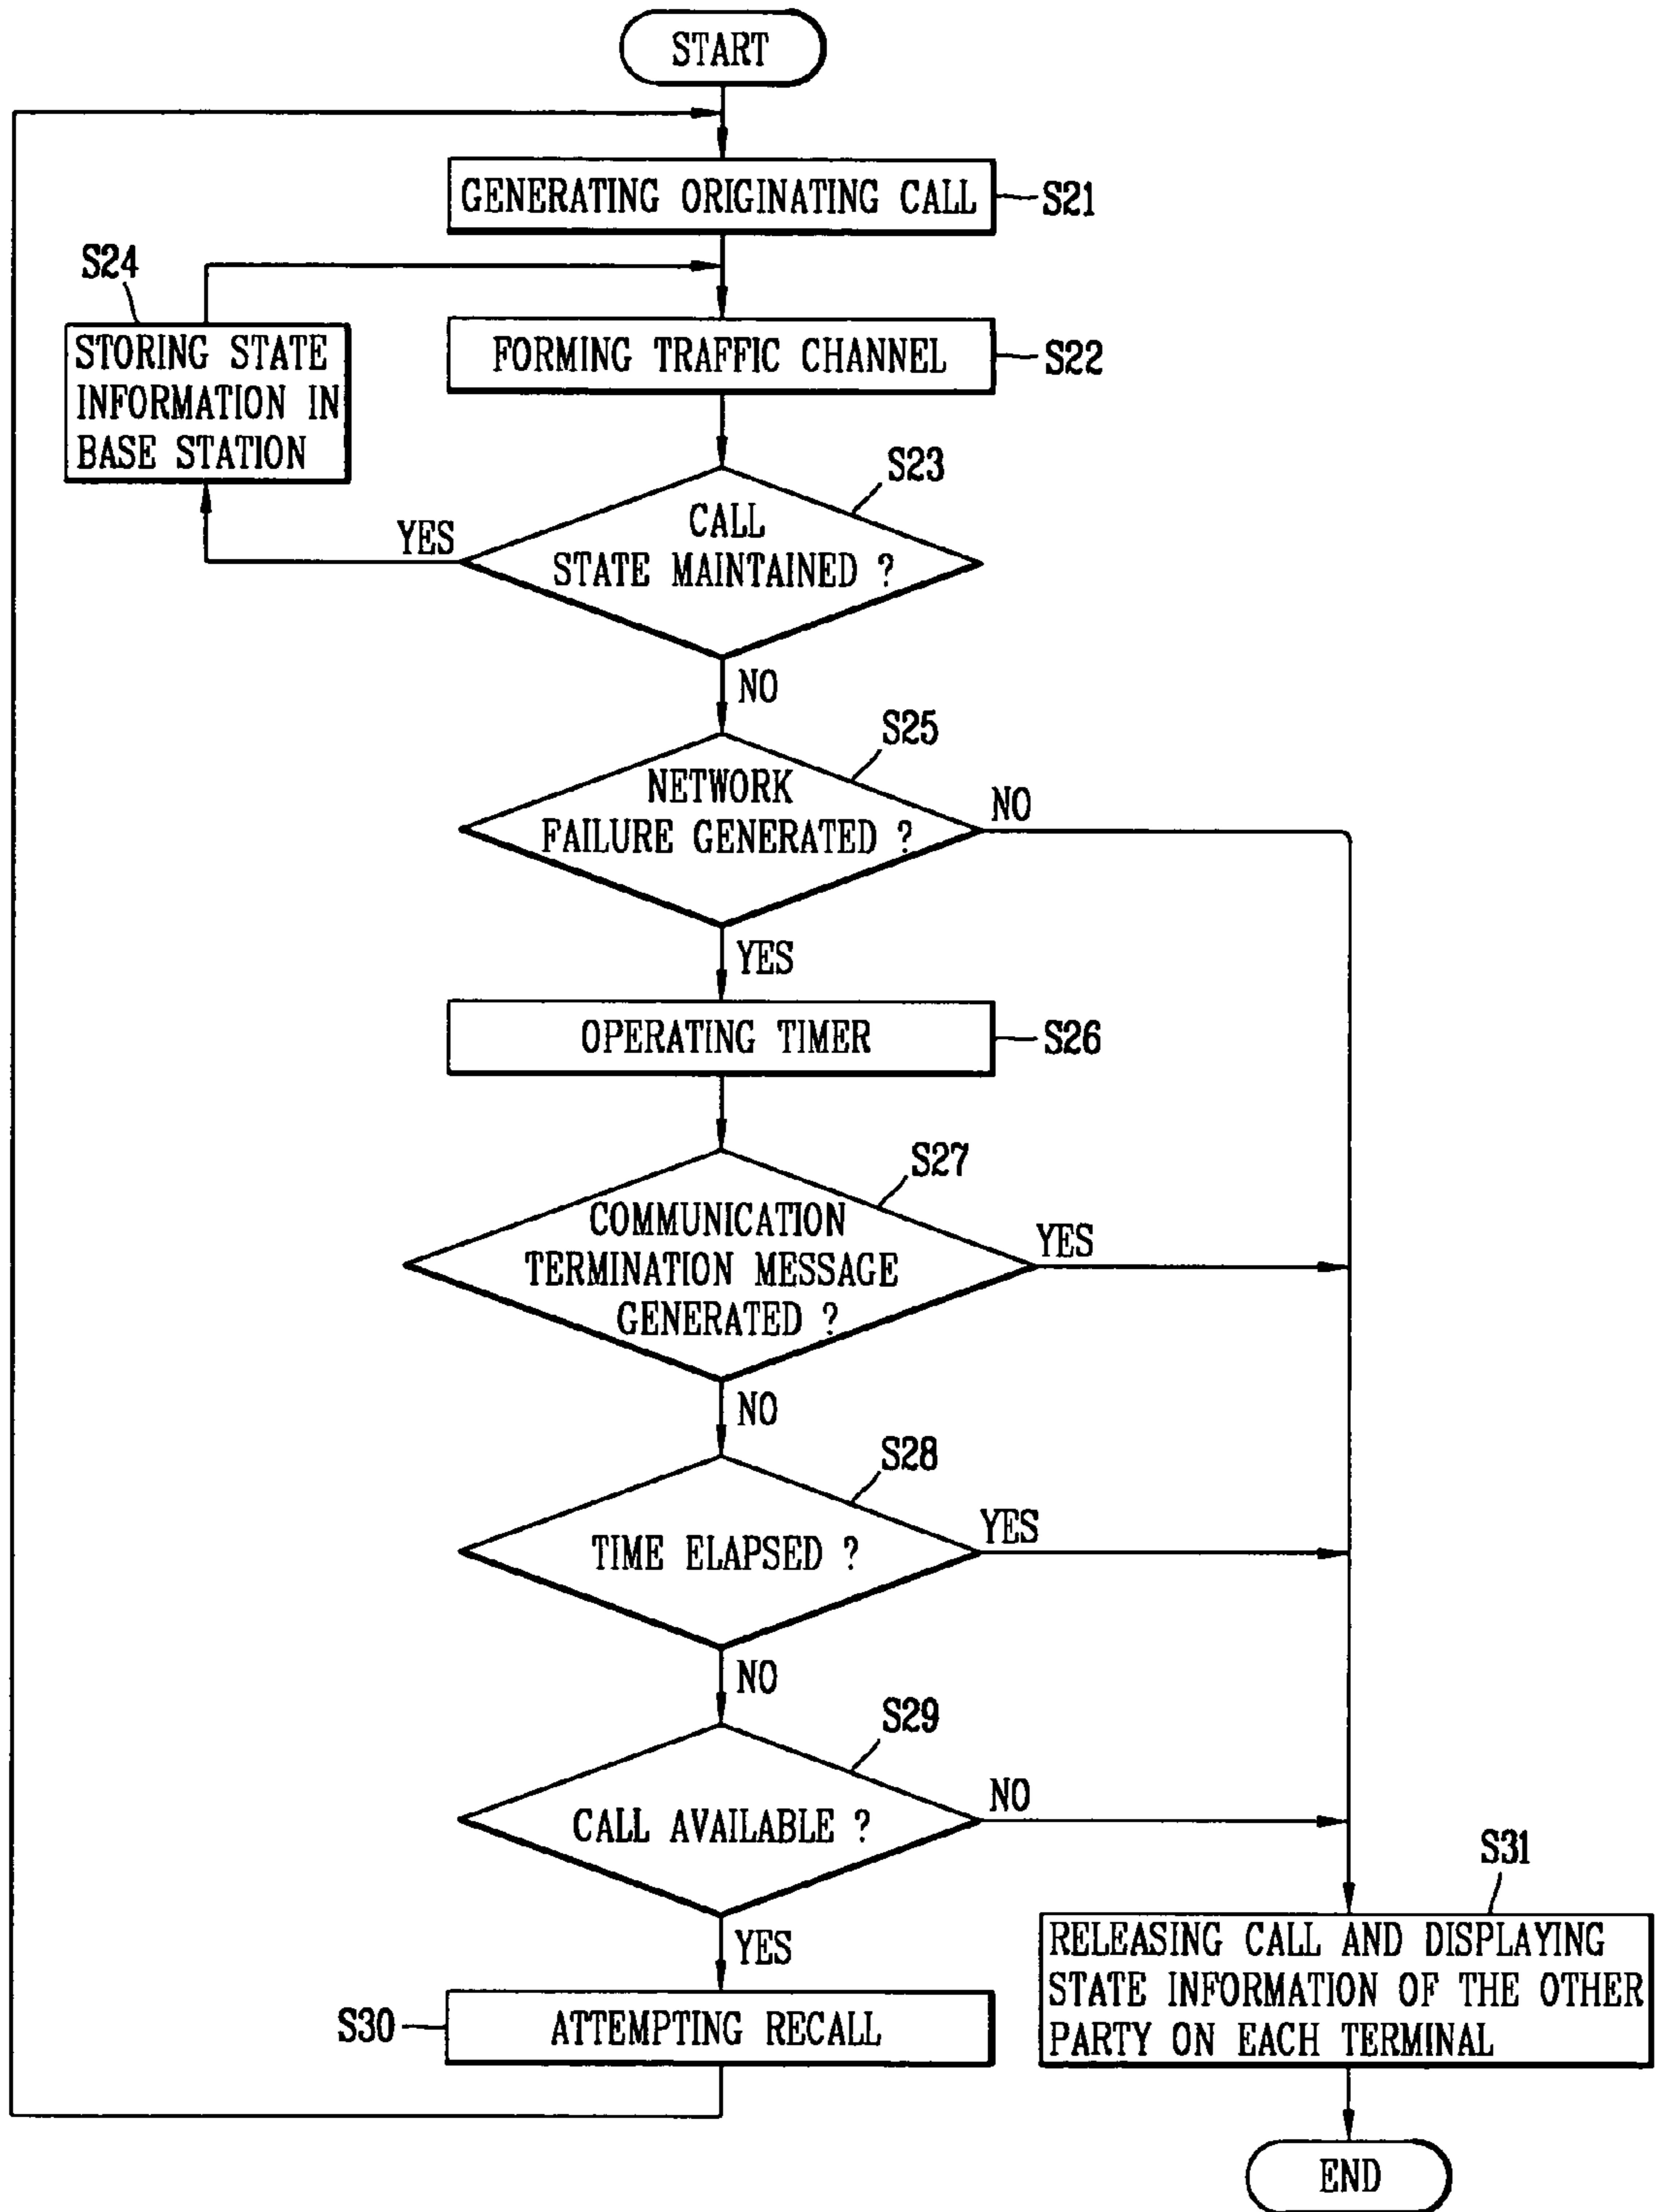 START
GENERATING ORIGINATING CALL
S21
S24
STORING STATE
INFORMATION IN
BASE STATION
FORMING TRAFFIC CHANNEL
S22
S23
CALL
STATE MAINTAINED ?
YES
NO
S25
NETWORK
FAILURE GENERATED ?
NO
YES
OPERATING TIMER
S26
S27
COMMUNICATION
TERMINATION MESSAGE
GENERATED ?
YES
NO
S28
TIME ELAPSED ?
YES
NO
S29
CALL AVAILABLE ?
NO
YES
S30
ATTEMPTING RECALL
S31
RELEASING CALL AND DISPLAYING
STATE INFORMATION OF THE OTHER
PARTY ON EACH TERMINAL
END